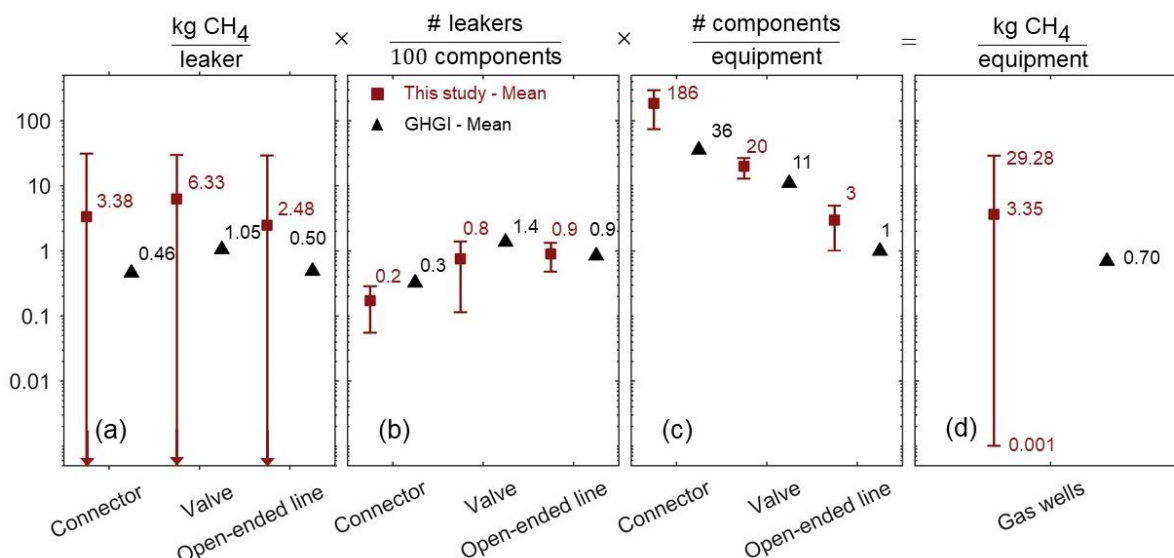 kg CH4
leaker
×
# leakers
100 components
×
# components
equipment
=
kg CH4
equipment
100
10
1
0.1
0.01
3.38
0.46
6.33
1.05
2.48
0.50
(a)
Connector
Valve
Open-ended line
This study - Mean
GHGI - Mean
0.2
0.3
0.8
1.4
0.9
0.9
(b)
Connector
Valve
Open-ended line
186
36
20
11
3
1
(c)
Connector
Valve
Open-ended line
29.28
3.35
0.70
0.001
(d)
Gas wells